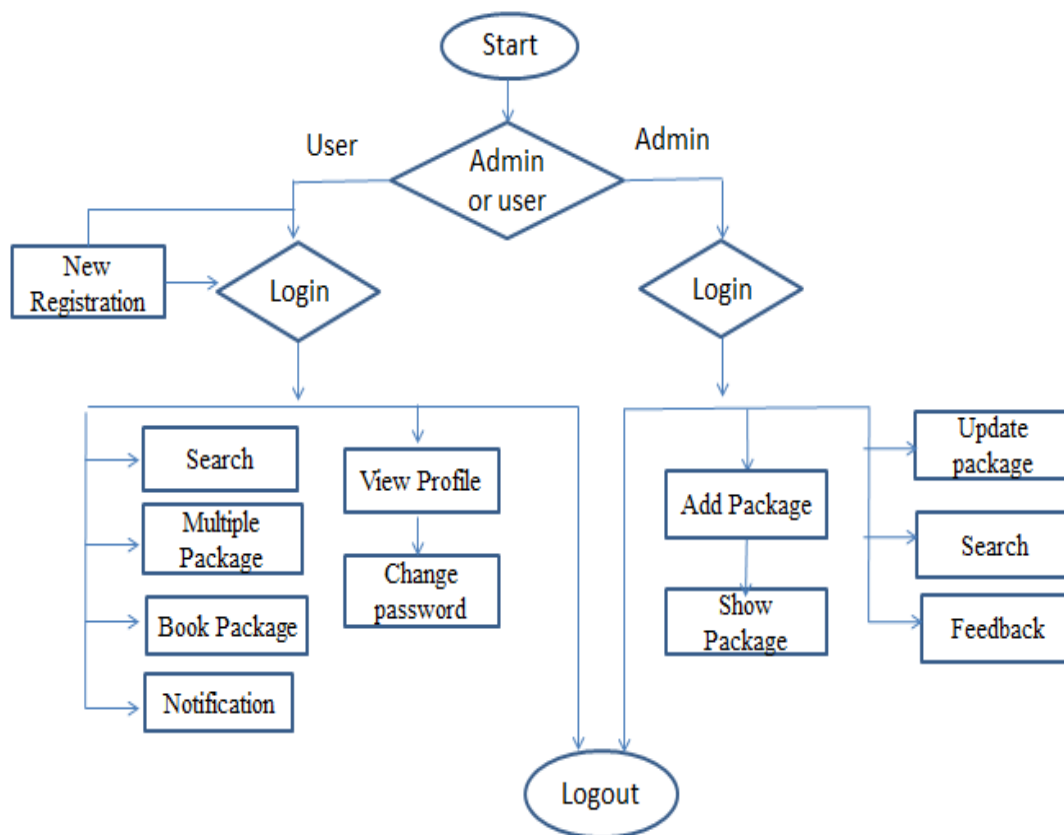 Start
User
Admin
Admin
or user
New
Registration
Login
Login
Search
View Profile
Multiple
Package
Change
password
Book Package
Notification
Add Package
Show
Package
Update
package
Search
Feedback
Logout